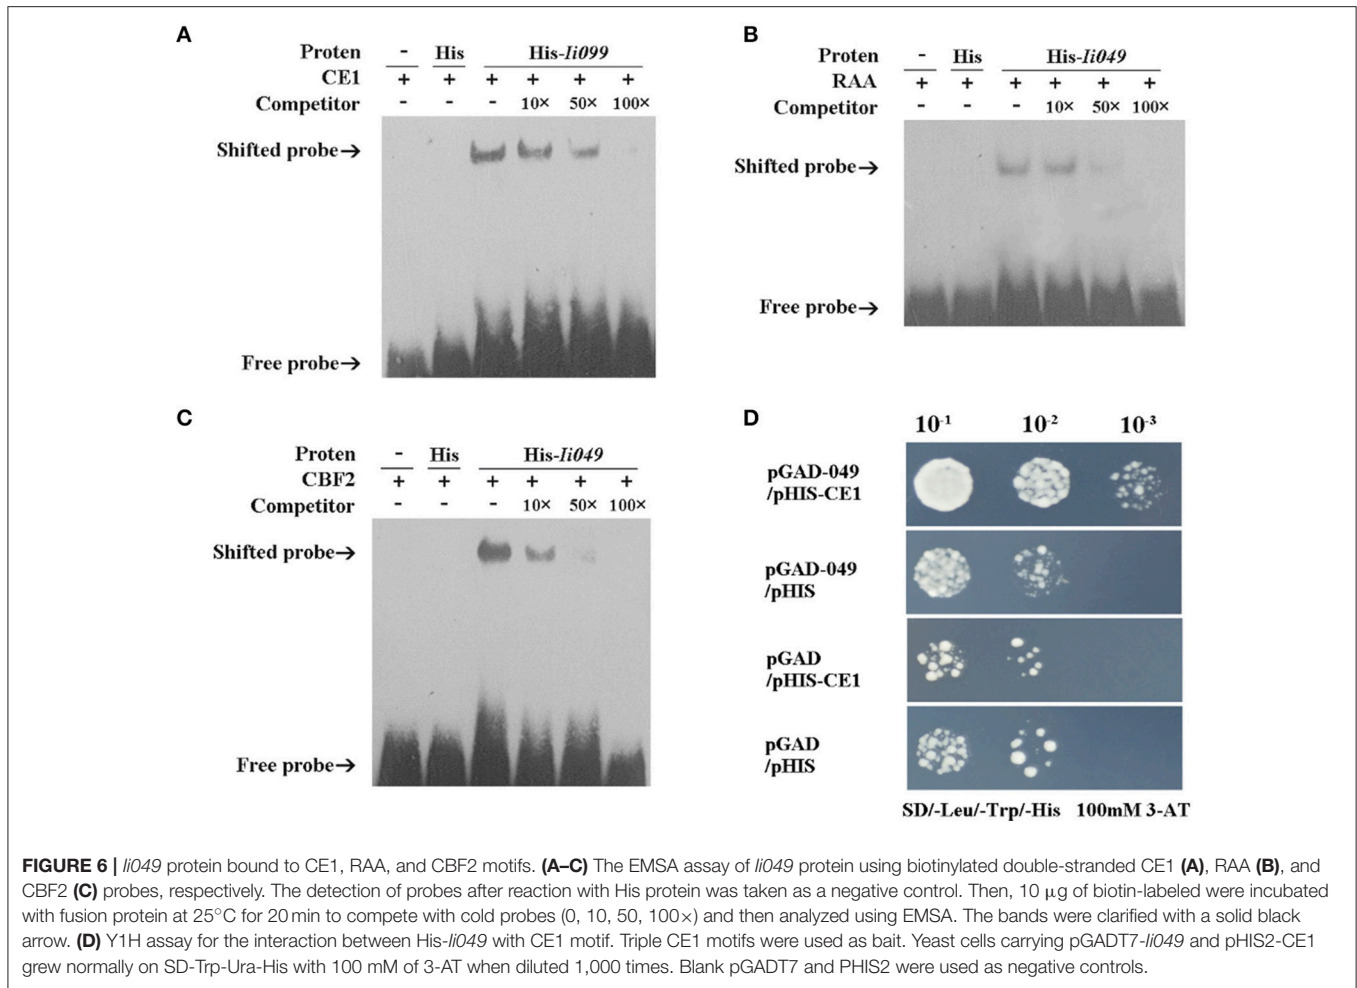 A
Proten - His His-Ii099
CE1 + + + + + +
Competitor - - - 10× 50× 100×
Shifted probe→
Free probe→
B
Proten - His His-Ii049
RAA + + + + + +
Competitor - - - 10× 50× 100×
Shifted probe→
Free probe→
C
Proten - His His-Ii049
CBF2 + + + + + +
Competitor - - - 10× 50× 100×
Shifted probe→
Free probe→
D
10⁻¹ 10⁻² 10⁻³
pGAD-049
/pHIS-CE1
pGAD-049
/pHIS
pGAD
/pHIS-CE1
pGAD
/pHIS
SD/-Leu/-Trp/-His 100mM 3-AT
FIGURE 6 | Ii049 protein bound to CE1, RAA, and CBF2 motifs. (A–C) The EMSA assay of Ii049 protein using biotinylated double-stranded CE1 (A), RAA (B), and
CBF2 (C) probes, respectively. The detection of probes after reaction with His protein was taken as a negative control. Then, 10 μg of biotin-labeled were incubated
with fusion protein at 25°C for 20 min to compete with cold probes (0, 10, 50, 100×) and then analyzed using EMSA. The bands were clarified with a solid black
arrow. (D) Y1H assay for the interaction between His-Ii049 with CE1 motif. Triple CE1 motifs were used as bait. Yeast cells carrying pGADT7-Ii049 and pHIS2-CE1
grew normally on SD-Trp-Ura-His with 100 mM of 3-AT when diluted 1,000 times. Blank pGADT7 and PHIS2 were used as negative controls.